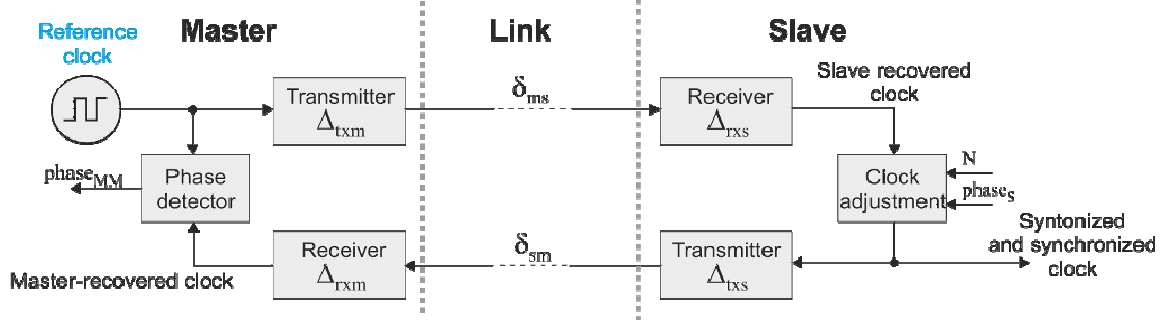 Master
Link
Slave
Reference
clock
Slave recovered
clock
Transmitter
Δtxm
δms
Receiver
Δrxs
phaseMM
Phase
detector
Clock
adjustment
N
phaseS
Syntonized
and synchronized
clock
Receiver
Δrxm
δsm
Transmitter
Δtxs
Master-recovered clock